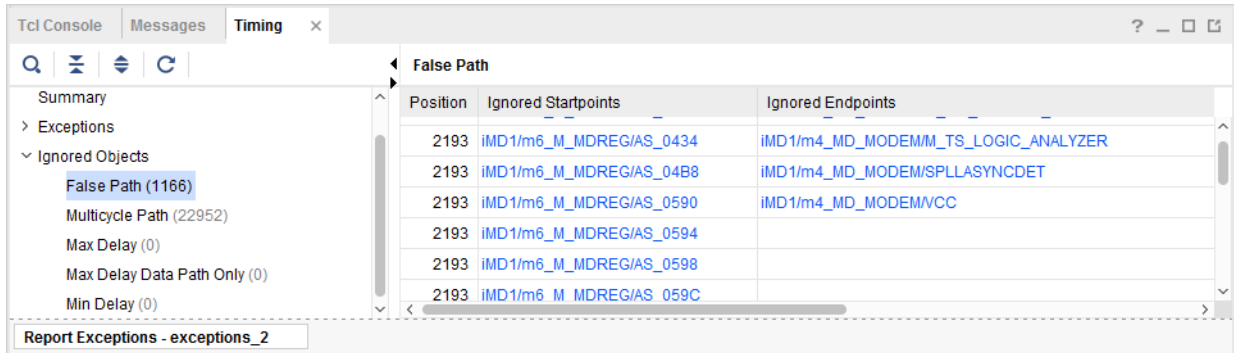 Tcl Console Messages Timing × ?
False Path
Summary
Exceptions
Ignored Objects
False Path (1166)
Multicycle Path (22952)
Max Delay (0)
Max Delay Data Path Only (0)
Min Delay (0)
Position Ignored Startpoints Ignored Endpoints
2193 iMD1/m6_M_MDREG/AS_0434 iMD1/m4_MD_MODEM/M_TS_LOGIC_ANALYZER
2193 iMD1/m6_M_MDREG/AS_04B8 iMD1/m4_MD_MODEM/SPLLASYNCDET
2193 iMD1/m6_M_MDREG/AS_0590 iMD1/m4_MD_MODEM/VCC
2193 iMD1/m6_M_MDREG/AS_0594
2193 iMD1/m6_M_MDREG/AS_0598
2193 iMD1/m6_M_MDREG/AS_059C
Report Exceptions - exceptions_2